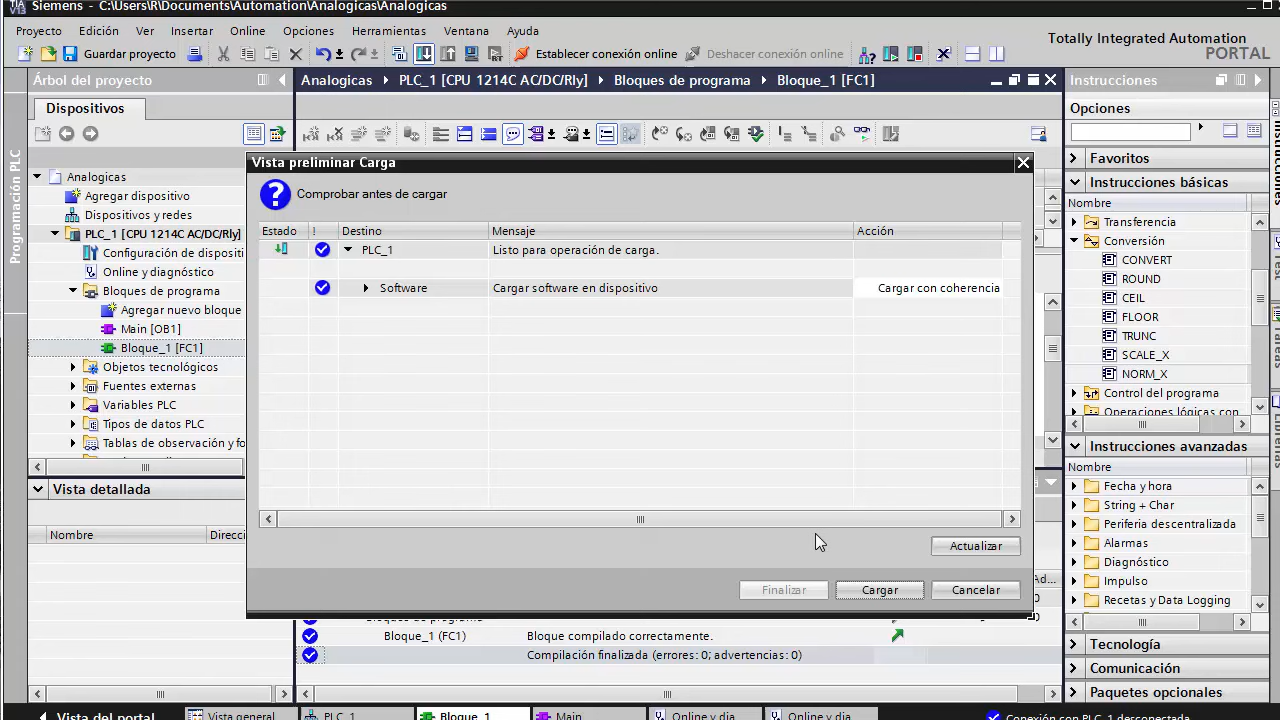 Siemens - C:\Users\R\Documents\Automation\Analogicas\Analogicas
Proyecto Edición Ver Insertar Online Opciones Herramientas Ventana Ayuda
Totally Integrated Automation
PORTAL
Guardar proyecto Establecer conexión online Deshacer conexión online
Árbol del proyecto
Analogicas PLC_1 [CPU 1214C AC/DC/Rly] Bloques de programa Bloque_1 [FC1]
Instrucciones
Dispositivos
Opciones
Programación PLC
Analogicas
Agregar dispositivo
Dispositivos y redes
PLC_1 [CPU 1214C AC/DC/Rly]
Configuración de dispositi
Online y diagnóstico
Bloques de programa
Agregar nuevo bloque
Main [OB1]
Bloque_1 [FC1]
Objetos tecnológicos
Fuentes externas
Variables PLC
Tipos de datos PLC
Tablas de observación y fo
Vista detallada
Nombre Direcci
Vista preliminar Carga
Comprobar antes de cargar
Estado ! Destino Mensaje Acción
PLC_1 Listo para operación de carga.
Software Cargar software en dispositivo Cargar con coherencia
Actualizar
Finalizar Cargar Cancelar
Bloque_1 (FC1) Bloque compilado correctamente.
Compilación finalizada (errores: 0; advertencias: 0)
Favoritos
Instrucciones básicas
Nombre
Transferencia
Conversión
CONVERT
ROUND
CEIL
FLOOR
TRUNC
SCALE_X
NORM_X
Control del programa
Operaciones lógicas con
Instrucciones avanzadas
Nombre
Fecha y hora
String + Char
Periferia descentralizada
Alarmas
Diagnóstico
Impulso
Recetas y Data Logging
Tecnología
Comunicación
Paquetes opcionales
Vista del portal Vista general PLC_1 Bloque_1 Main Online y dia... Online y dia... Conexión con PLC_1 desconectada